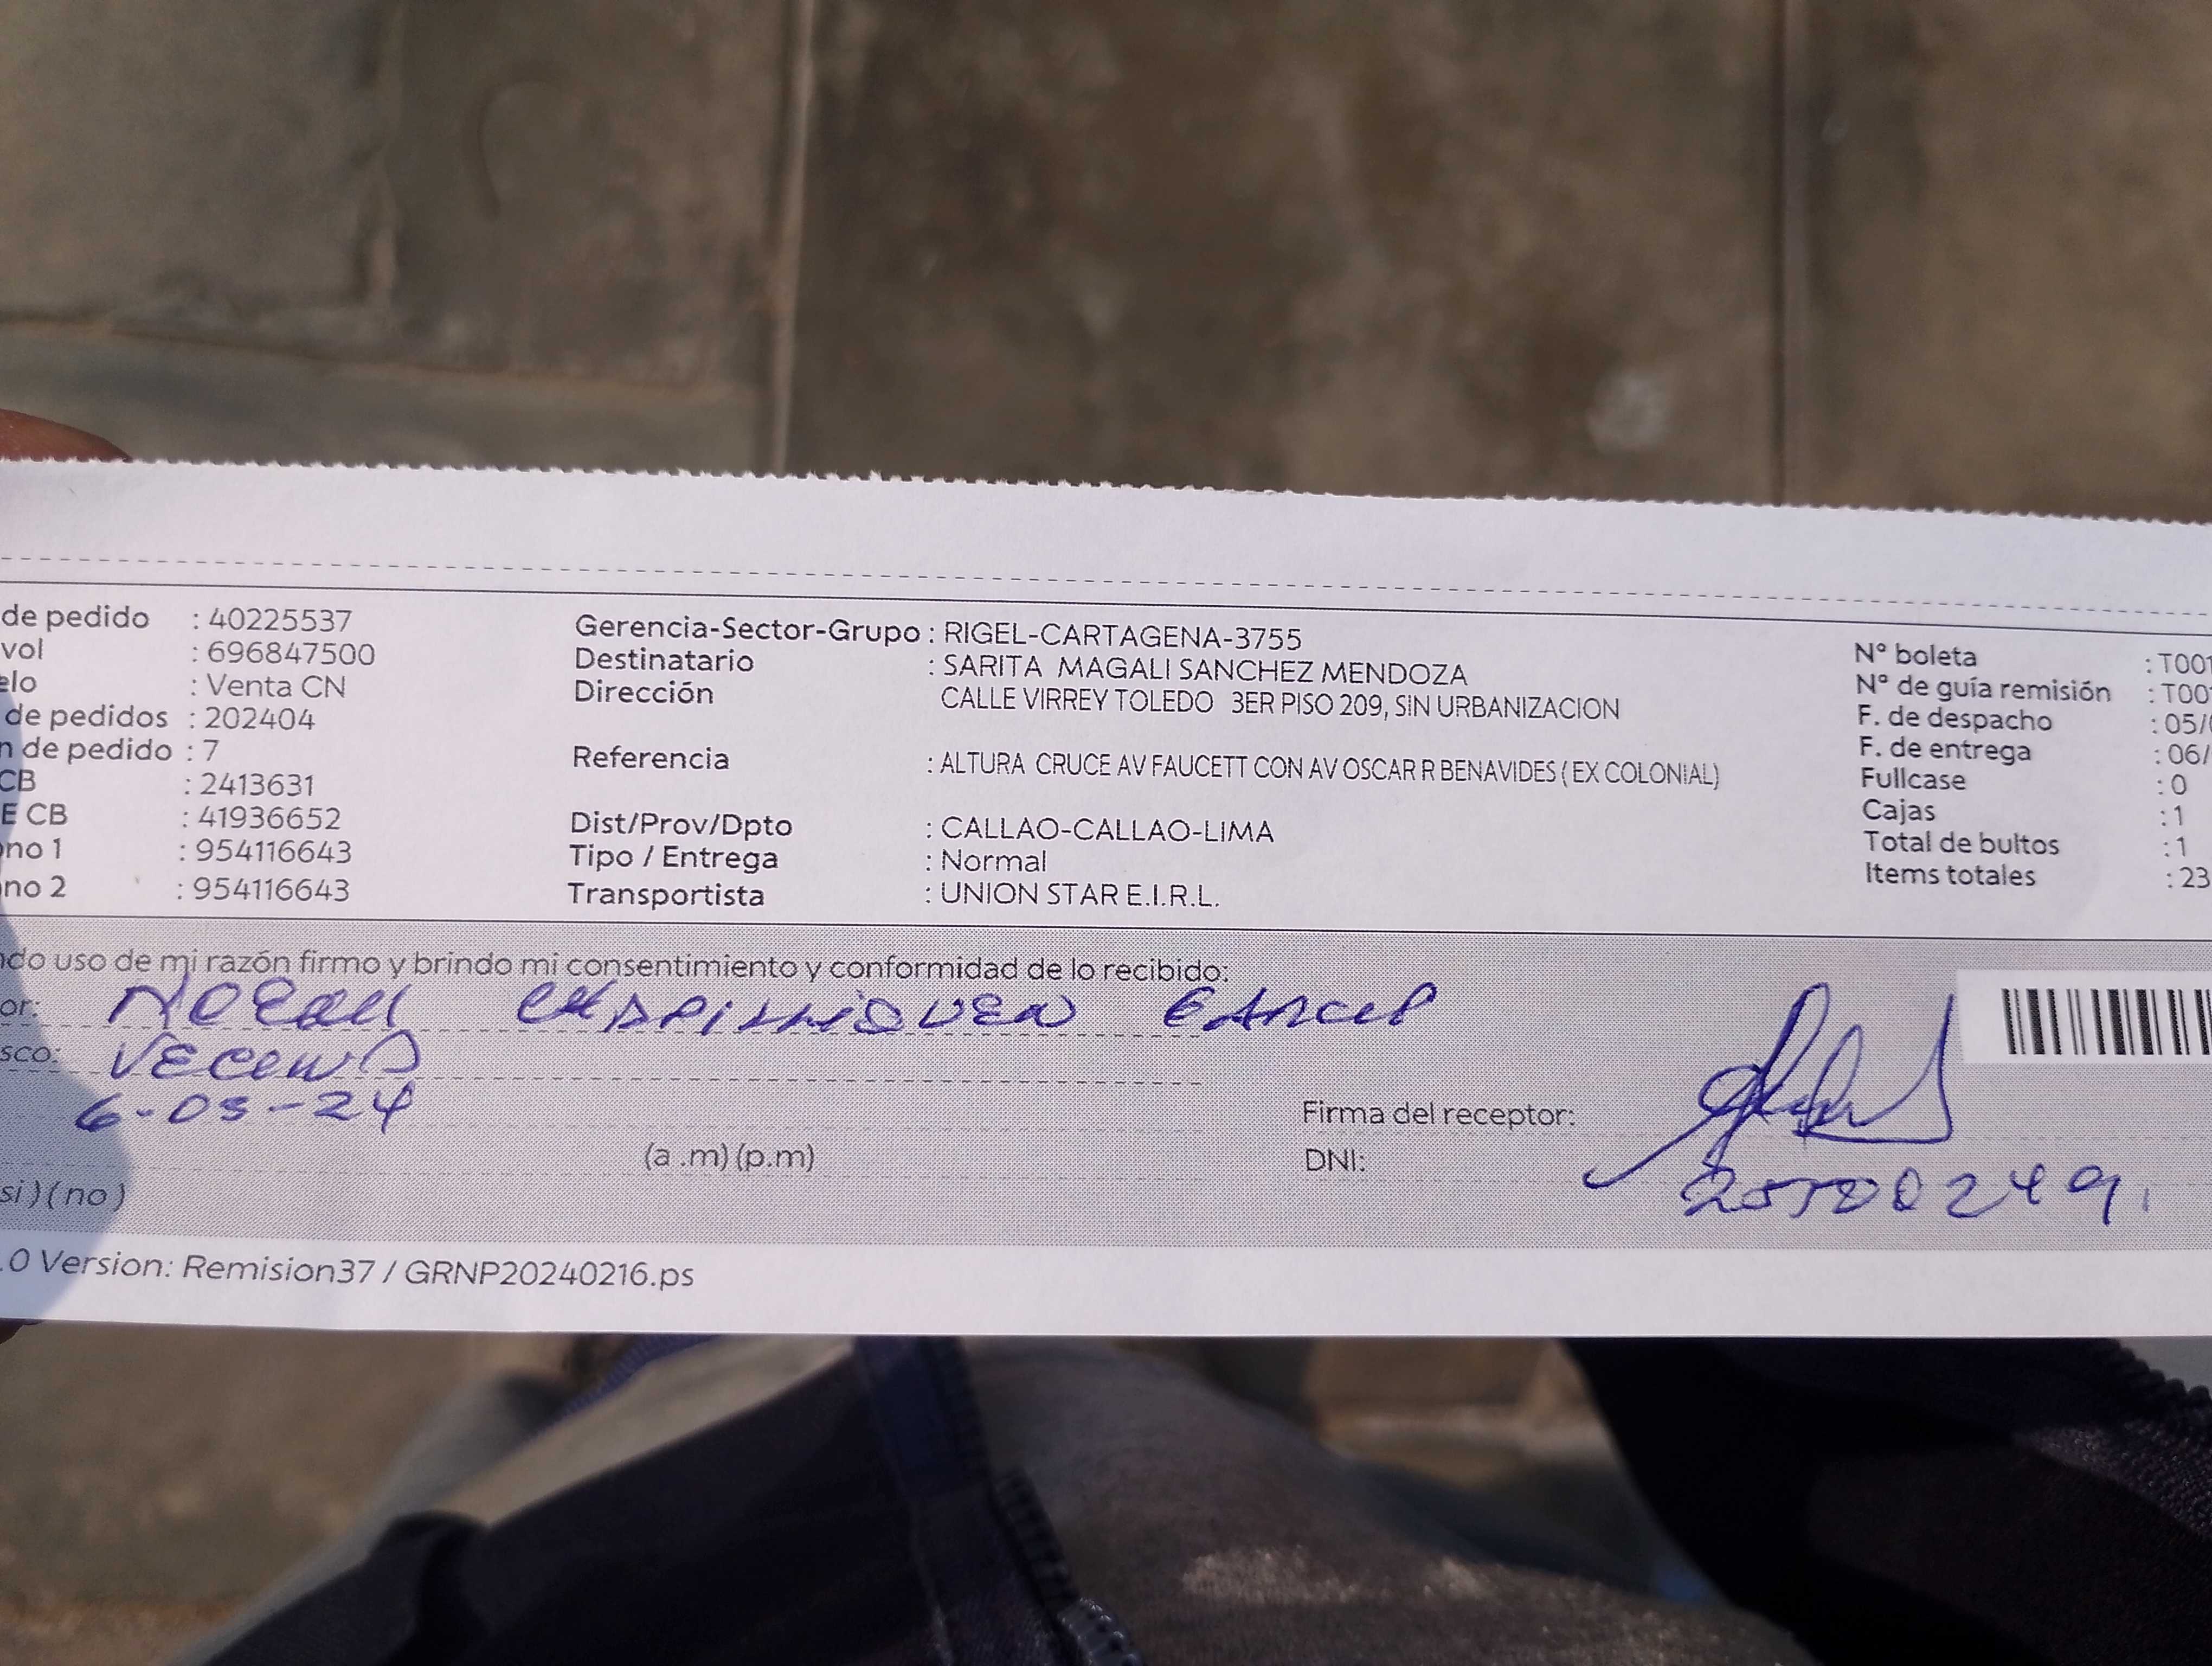 de pedido : 40225537
vol : 696847500
elo : Venta CN
de pedidos : 202404
n de pedido : 7
CB : 2413631
E CB : 41936652
no 1 : 954116643
no 2 : 954116643
Gerencia-Sector-Grupo : RIGEL-CARTAGENA-3755
Destinatario : SARITA MAGALI SANCHEZ MENDOZA
Dirección CALLE VIRREY TOLEDO 3ER PISO 209, SIN URBANIZACION
Referencia : ALTURA CRUCE AV FAUCETT CON AV OSCAR R BENAVIDES ( EX COLONIAL)
Dist/Prov/Dpto : CALLAO-CALLAO-LIMA
Tipo / Entrega : Normal
Transportista : UNION STAR E.I.R.L.
N° boleta : T001
N° de guía remisión : T001
F. de despacho : 05/
F. de entrega : 06/
Fullcase : 0
Cajas : 1
Total de bultos : 1
Items totales : 23
ndo uso de mi razón firmo y brindo mi consentimiento y conformidad de lo recibido:
or:
sco: VECINO
6-03-24
(a .m) (p.m)
si ) ( no )
Firma del receptor:
DNI:
.0 Version: Remision37 / GRNP20240216.ps